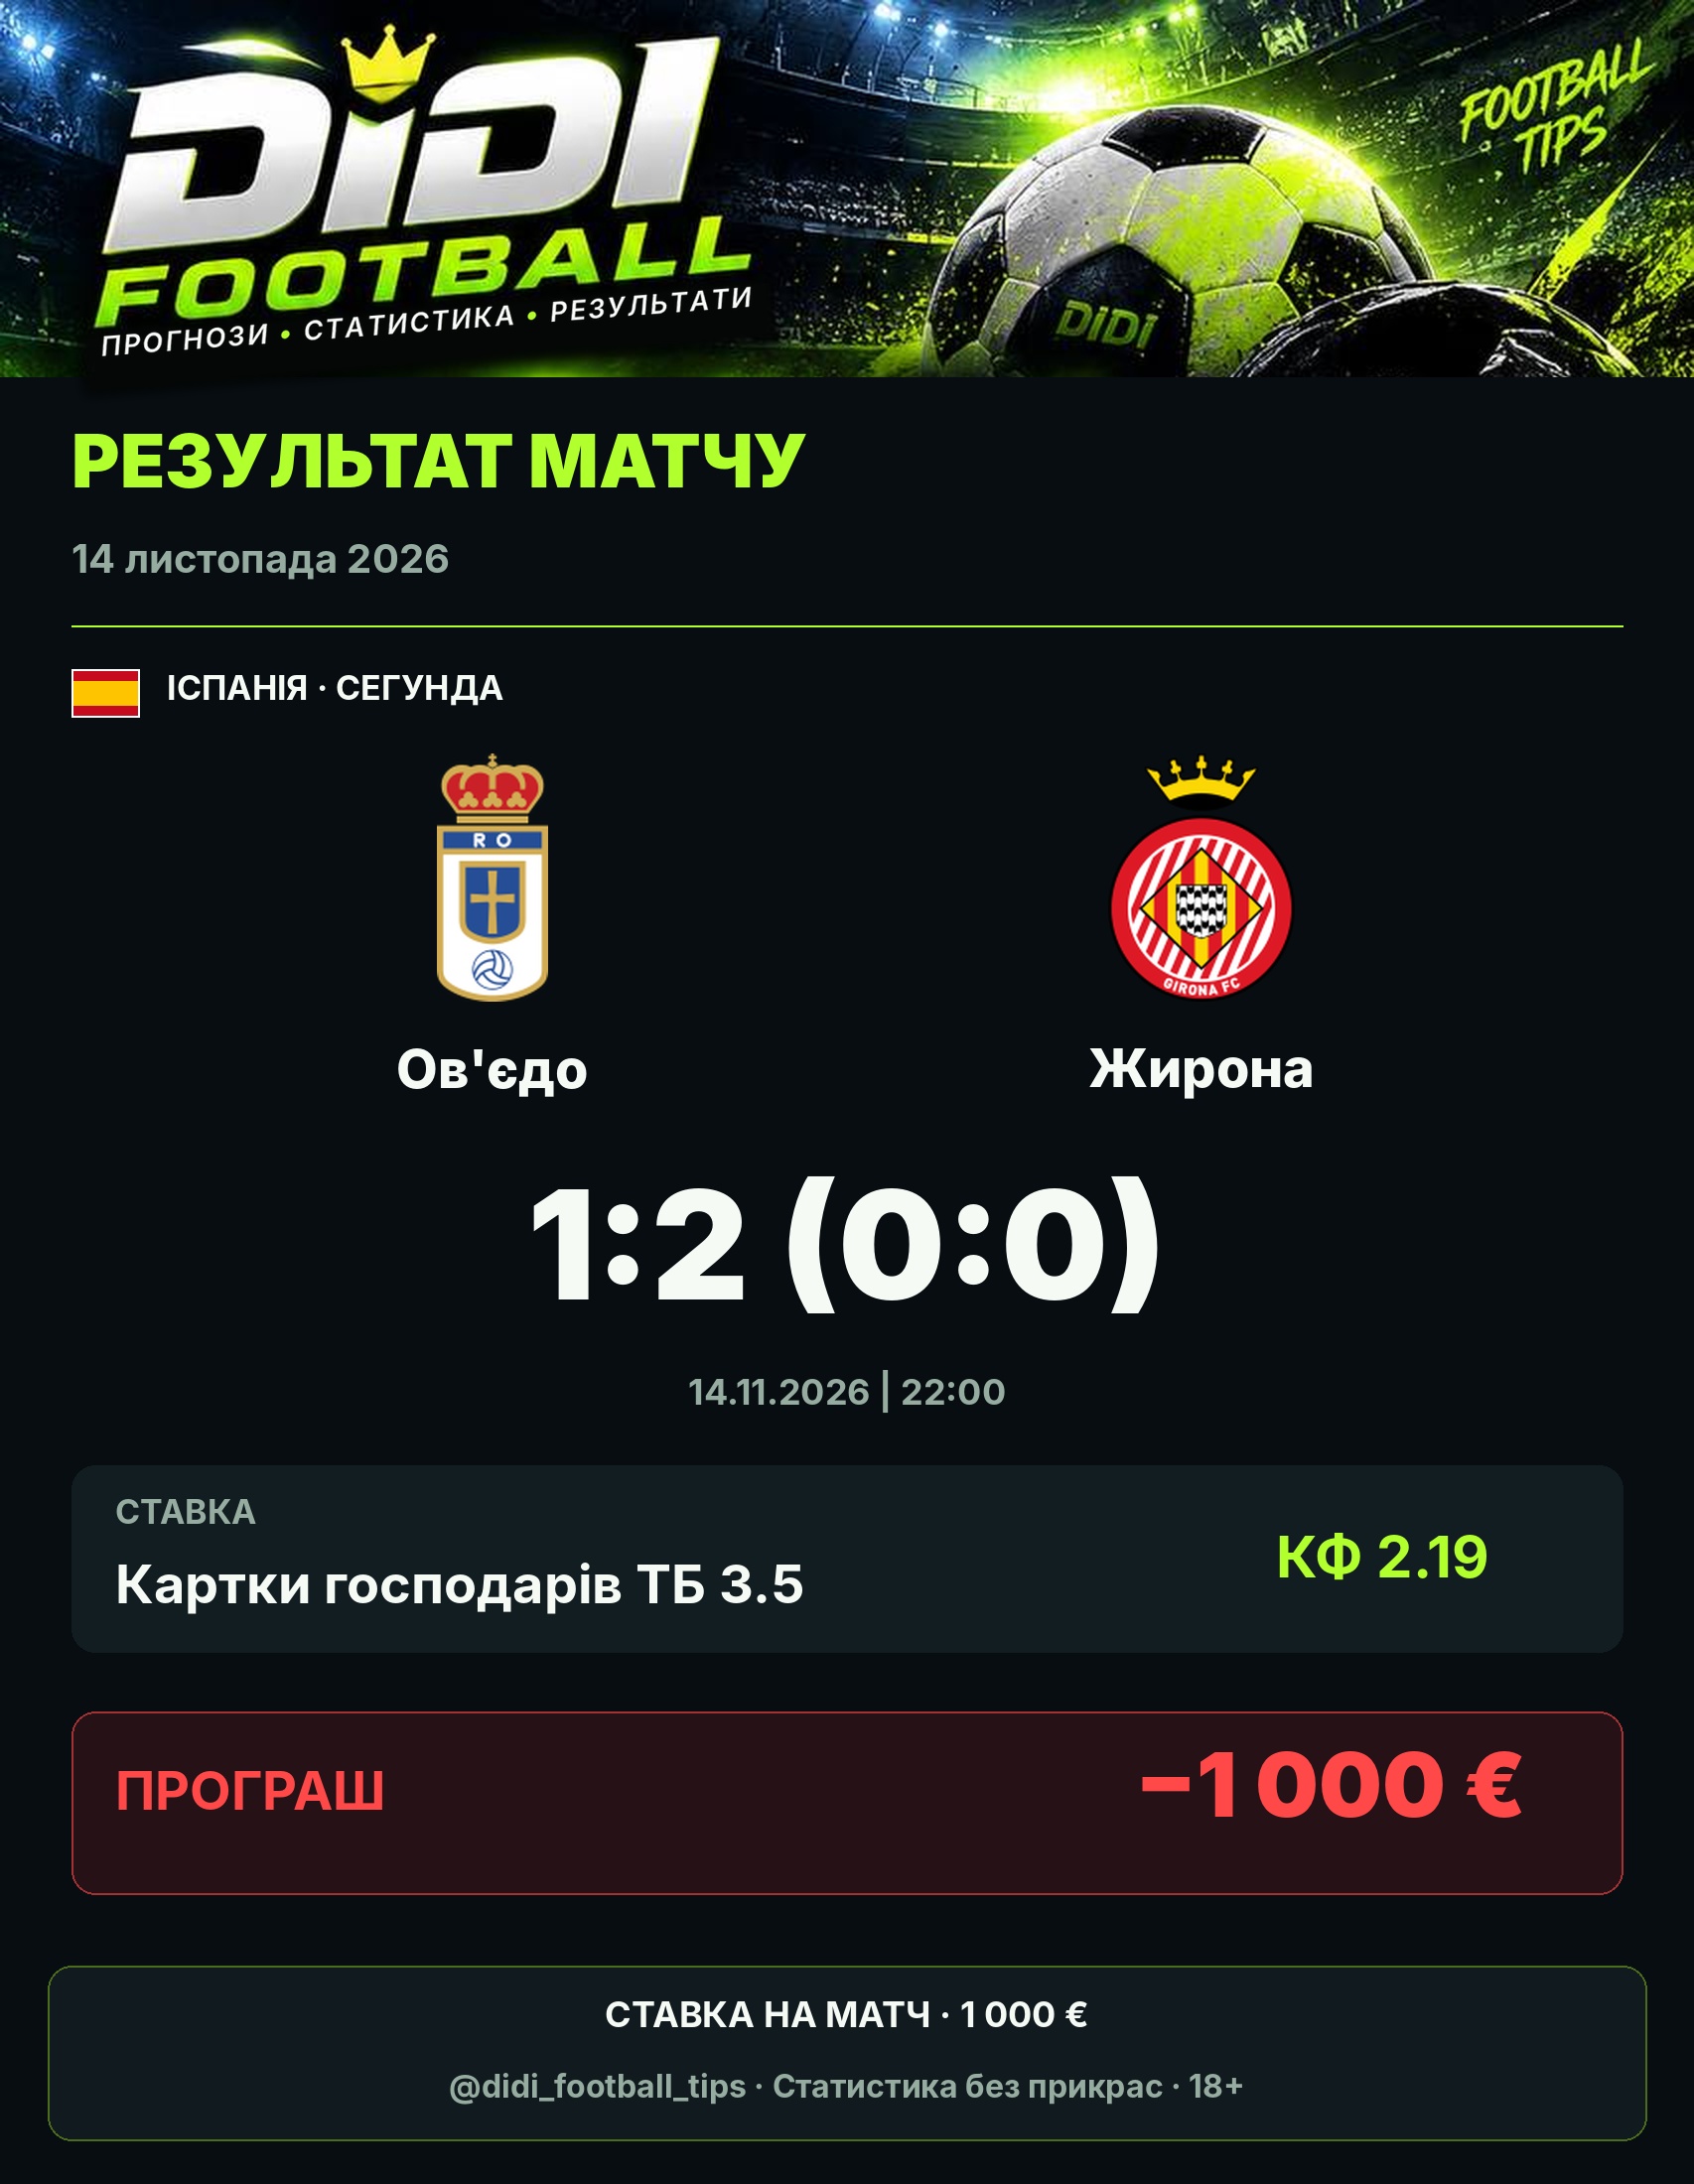 DIDI
FOOTBALL
ПРОГНОЗИ • СТАТИСТИКА • РЕЗУЛЬТАТИ
FOOTBALL
TIPS
DIDI
РЕЗУЛЬТАТ МАТЧУ
14 листопада 2026
ІСПАНІЯ · СЕГУНДА
R O
GIRONA FC
Ов'єдо
Жирона
1:2 (0:0)
14.11.2026 | 22:00
СТАВКА
Картки господарів ТБ 3.5
КФ 2.19
ПРОГРАШ
−1 000 €
СТАВКА НА МАТЧ · 1 000 €
@didi_football_tips · Статистика без прикрас · 18+